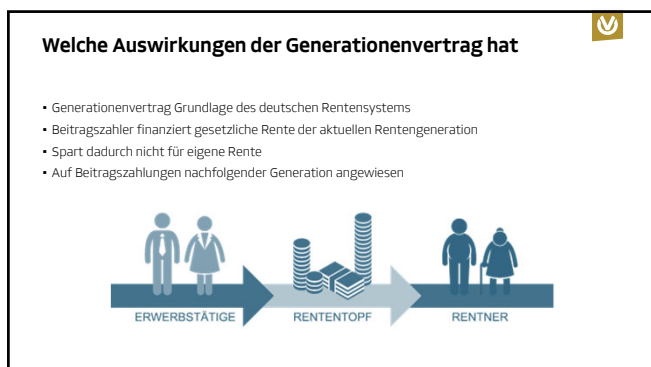 Welche Auswirkungen der Generationenvertrag hat
▪ Generationenvertrag Grundlage des deutschen Rentensystems
▪ Beitragszahler finanziert gesetzliche Rente der aktuellen Rentengeneration
▪ Spart dadurch nicht für eigene Rente
▪ Auf Beitragszahlungen nachfolgender Generation angewiesen
ERWERBSTÄTIGE RENTENTOPF RENTNER